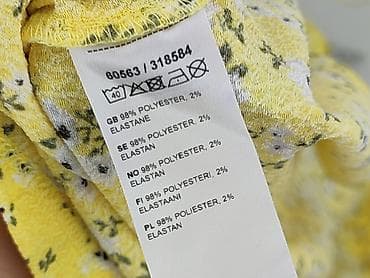 60563 / 318584
40
GB 98% POLYESTER, 2%
ELASTANE
SE 98% POLYESTER, 2%
ELASTAN
NO 98% POLYESTER, 2%
ELASTAN
FI 98% POLYESTERI, 2%
ELASTAANI
PL 98% POLIESTER, 2%
ELASTAN